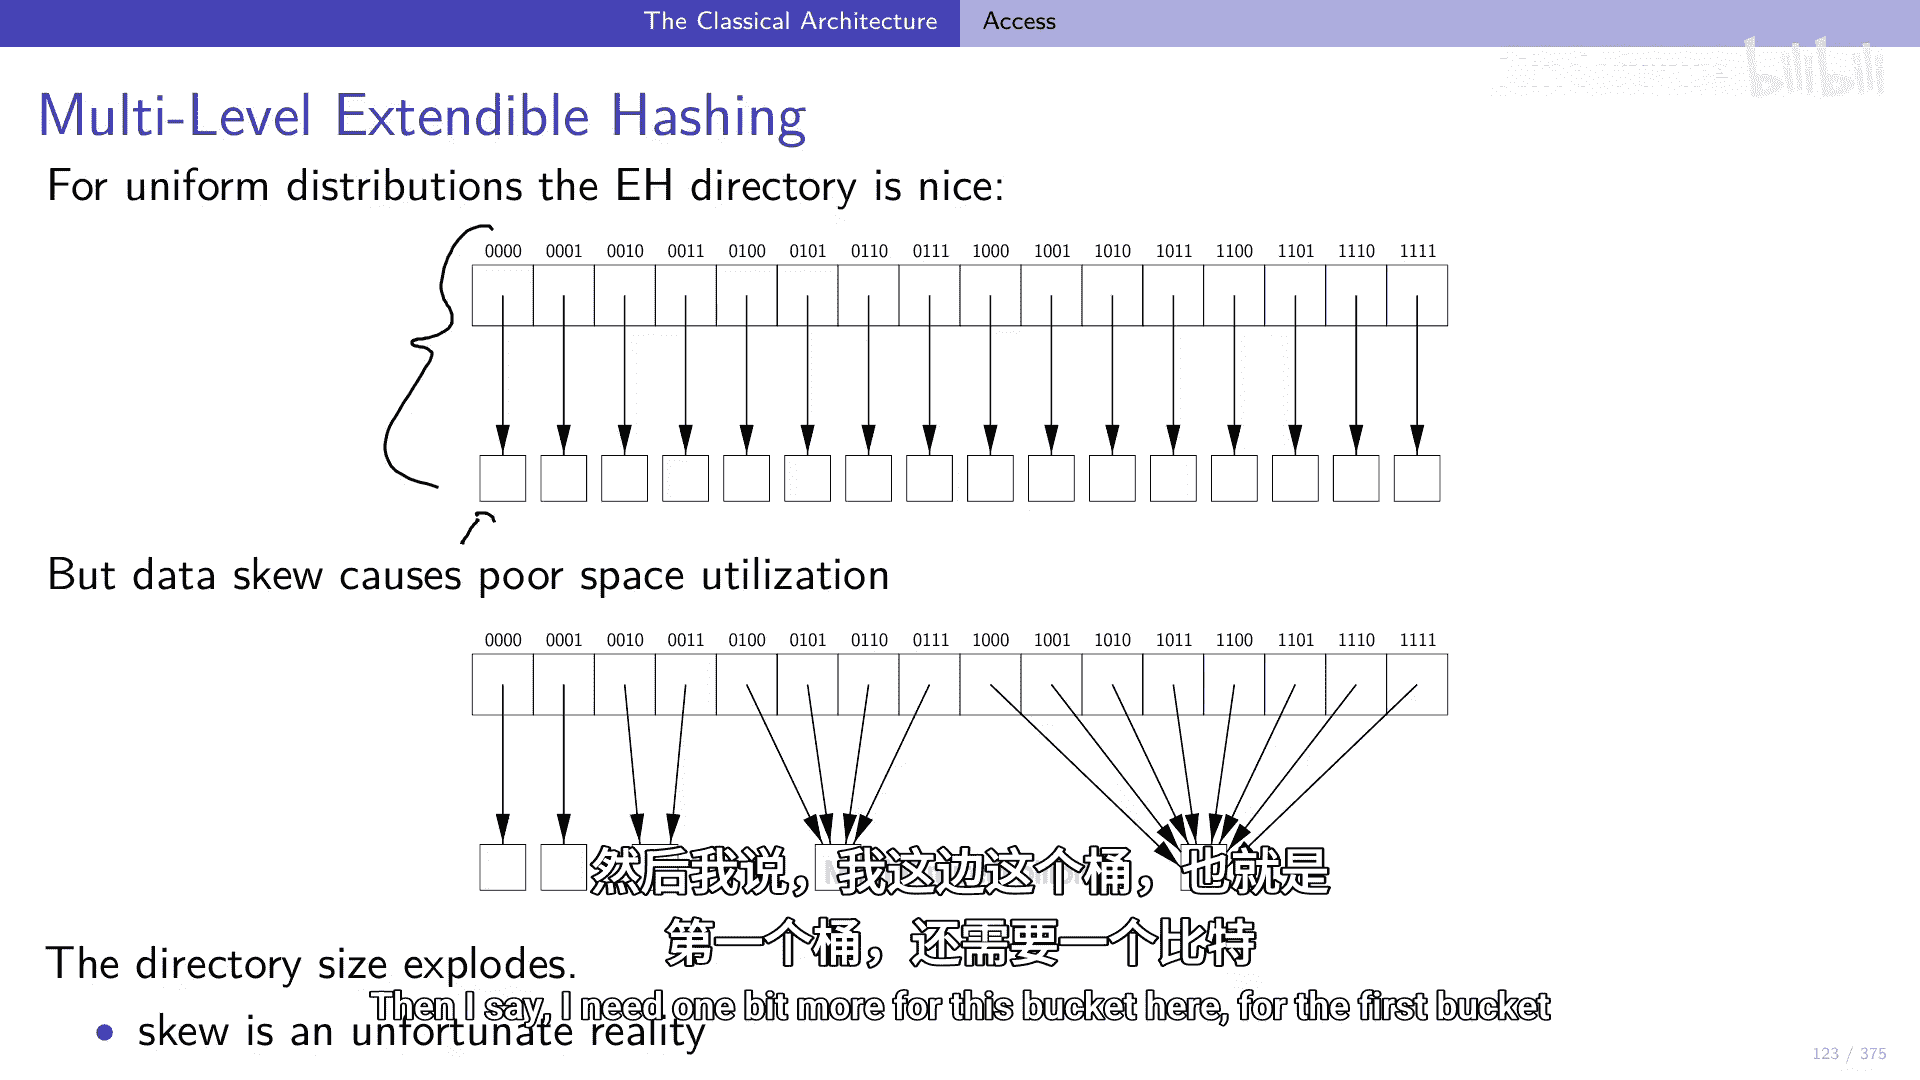 The Classical Architecture Access
bilibili
Multi-Level Extendible Hashing
For uniform distributions the EH directory is nice:
0000 0001 0010 0011 0100 0101 0110 0111 1000 1001 1010 1011 1100 1101 1110 1111
But data skew causes poor space utilization
0000 0001 0010 0011 0100 0101 0110 0111 1000 1001 1010 1011 1100 1101 1110 1111
然后我说，我这边这个桶，也就是
第一个桶，还需要一个比特
The directory size explodes.
Then I say, I need one bit more for this bucket here, for the first bucket
skew is an unfortunate reality
123 / 375